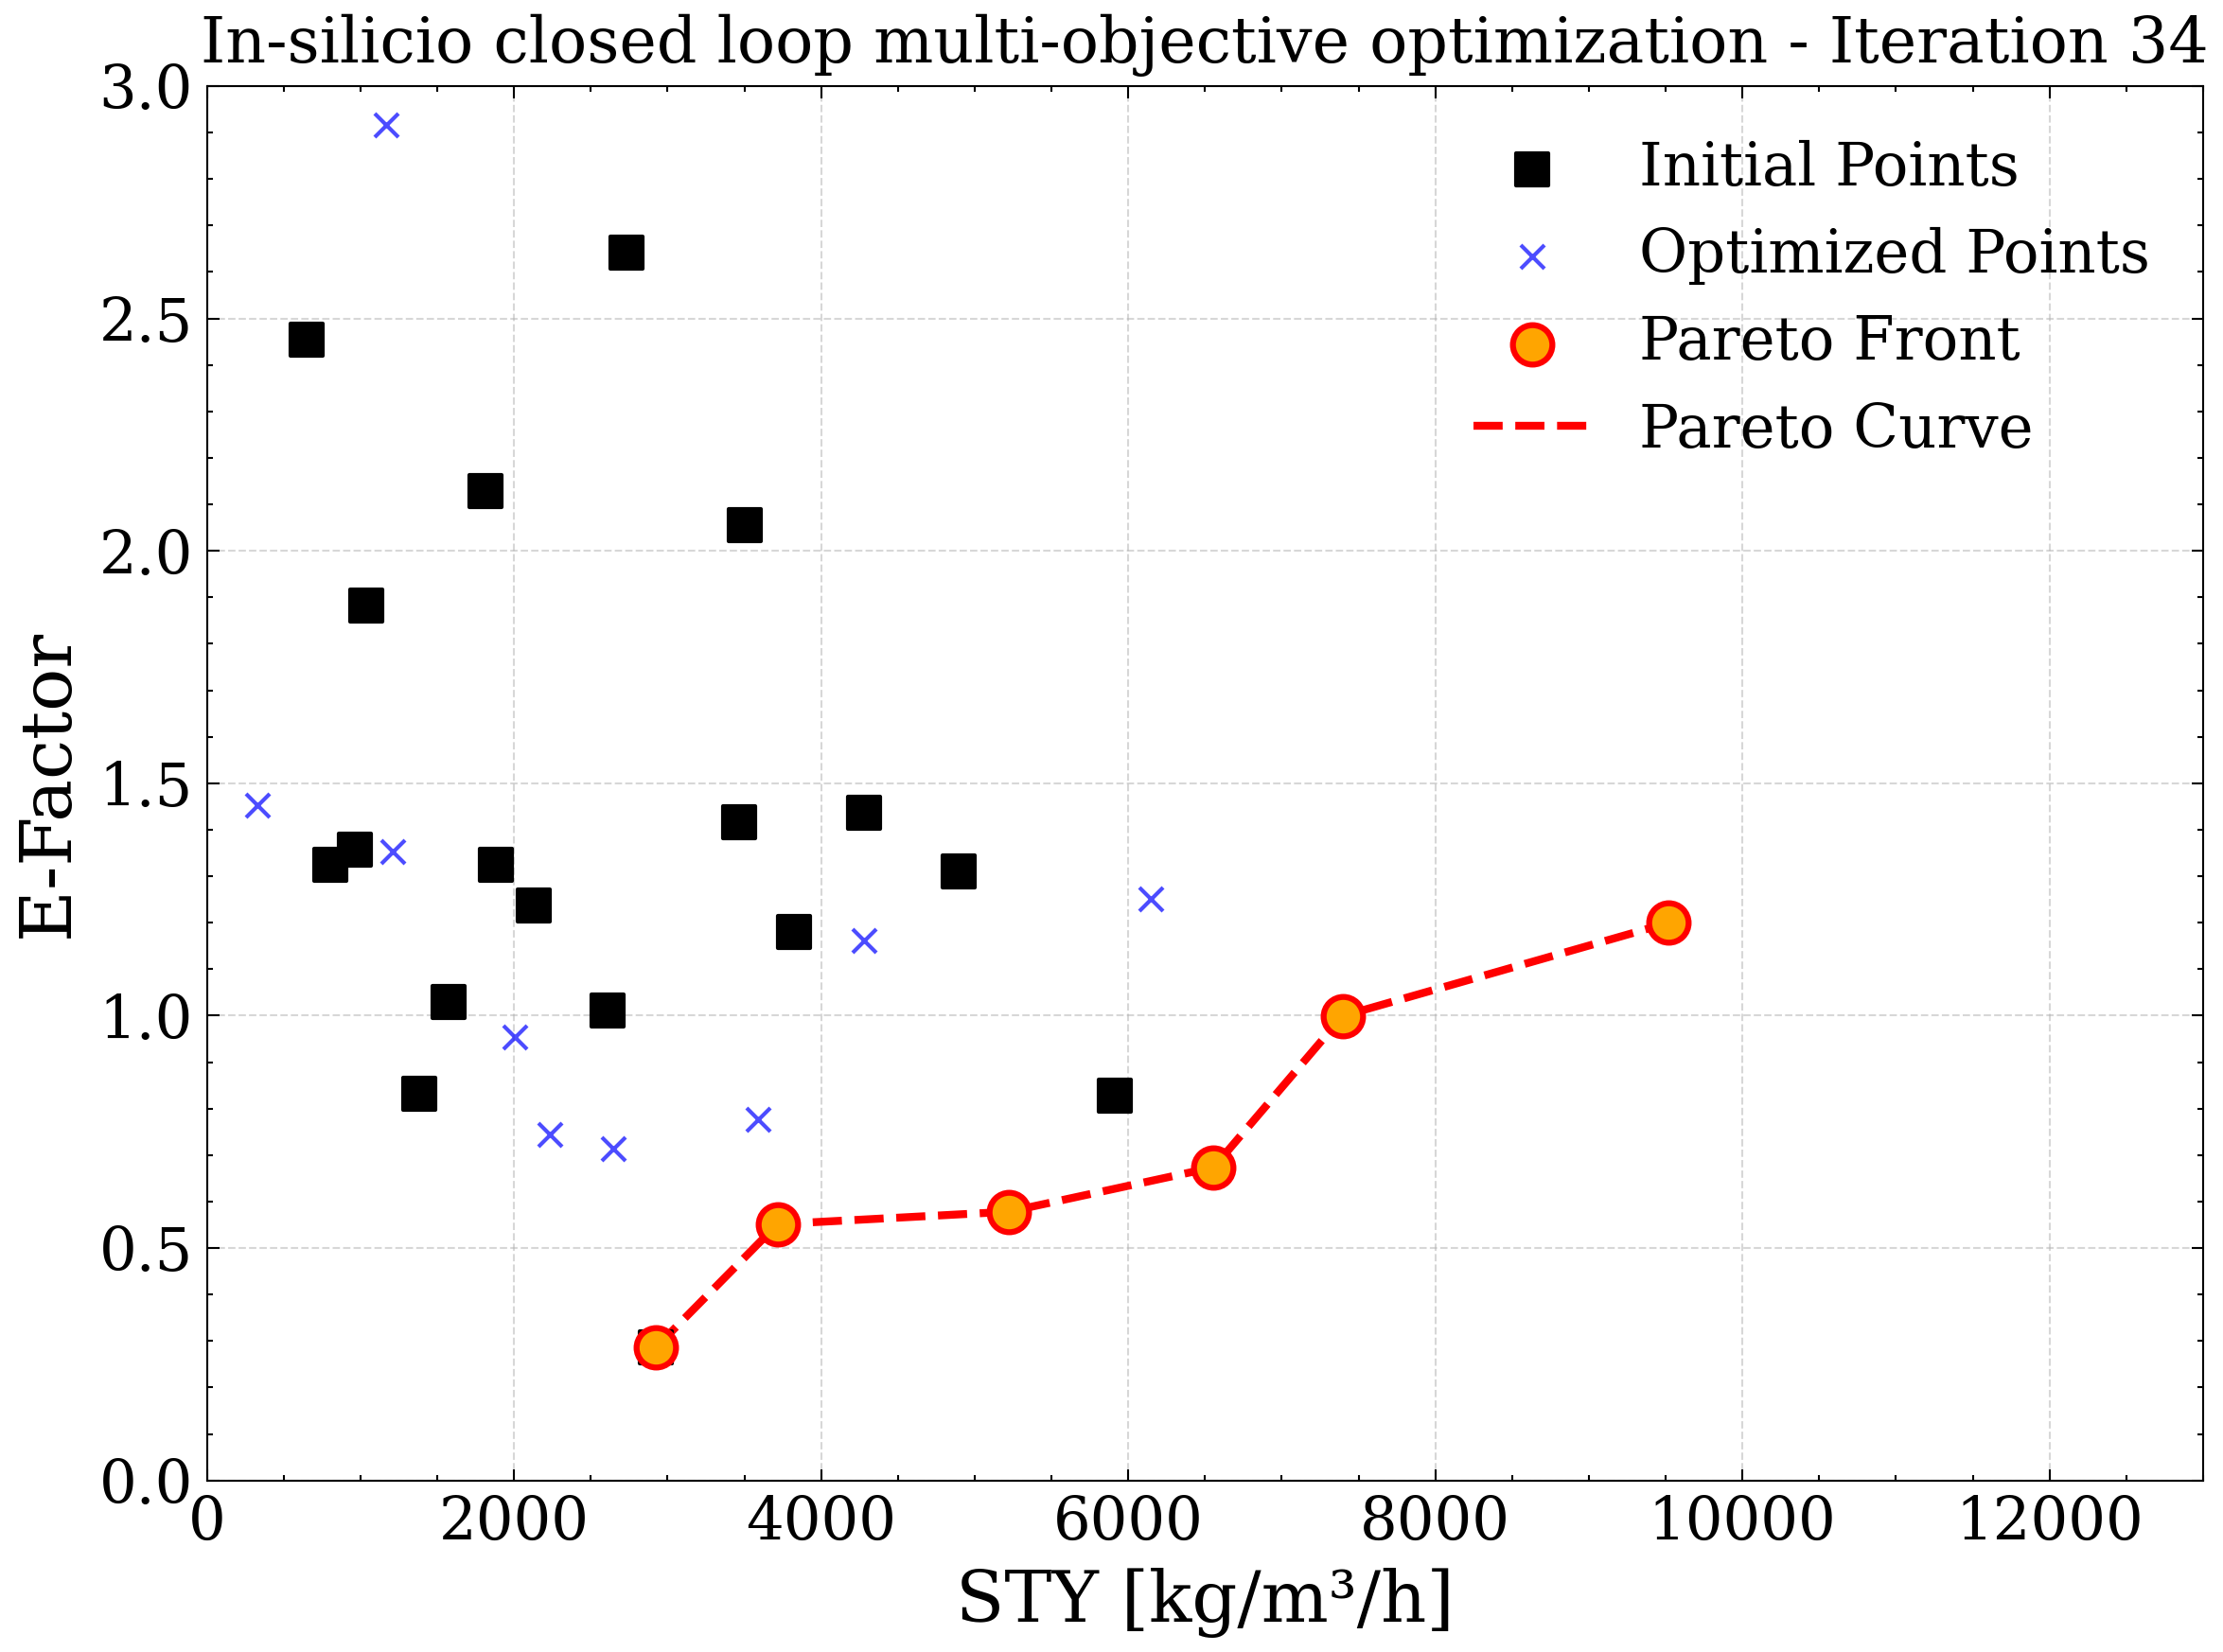 In-silicio closed loop multi-objective optimization - Iteration 34
3.0
2.5
2.0
1.5
1.0
0.5
0.0
E-Factor
Initial Points
Optimized Points
Pareto Front
Pareto Curve
0 2000 4000 6000 8000 10000 12000
STY [kg/m³/h]